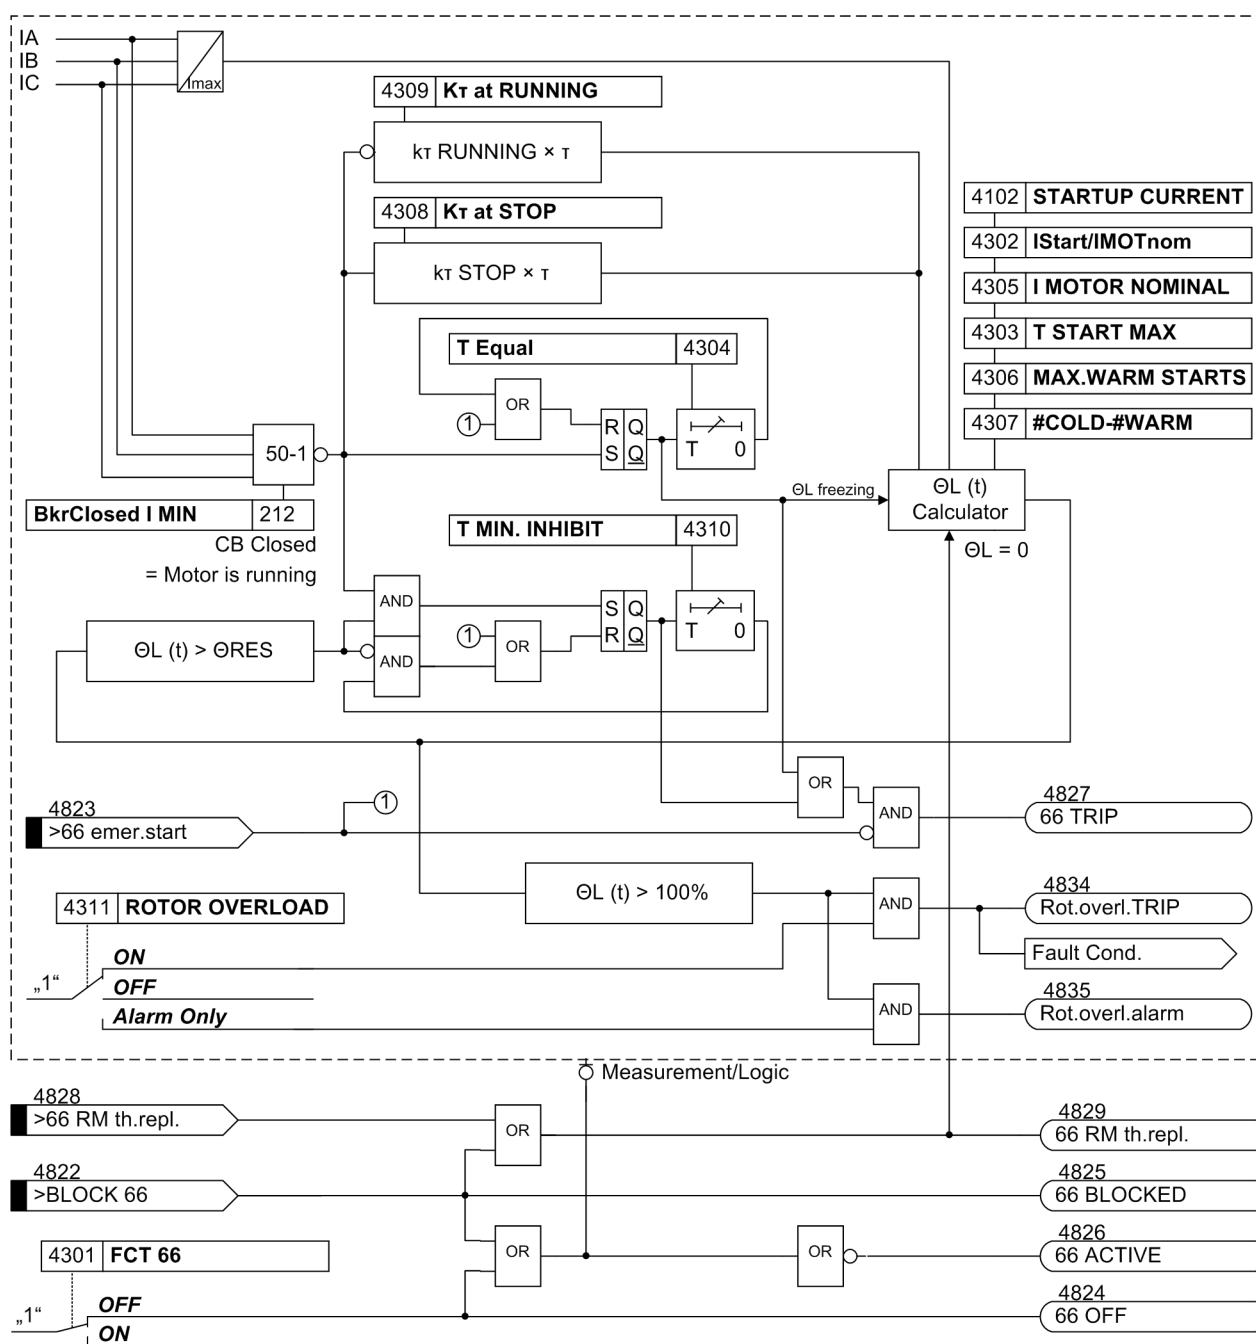 IA
IB
IC
Imax
4309 Kτ at RUNNING
kτ RUNNING × τ
4308 Kτ at STOP
kτ STOP × τ
4102 STARTUP CURRENT
4302 IStart/IMOTnom
4305 I MOTOR NOMINAL
4303 T START MAX
4306 MAX.WARM STARTS
4307 #COLD-#WARM
T Equal 4304
OR
1
R Q
S Q
T 0
50-1
BkrClosed I MIN 212
CB Closed
= Motor is running
ΘL freezing
ΘL (t)
Calculator
ΘL = 0
T MIN. INHIBIT 4310
AND
S Q
R Q
T 0
1
OR
AND
ΘL (t) > ΘRES
OR
AND
4823
>66 emer.start
1
4827
66 TRIP
ΘL (t) > 100%
AND
4834
Rot.overl.TRIP
Fault Cond.
4311 ROTOR OVERLOAD
„1“
ON
OFF
Alarm Only
AND
4835
Rot.overl.alarm
Measurement/Logic
4828
>66 RM th.repl.
OR
4829
66 RM th.repl.
4822
>BLOCK 66
4825
66 BLOCKED
OR
OR
4826
66 ACTIVE
4301 FCT 66
„1“
OFF
ON
4824
66 OFF